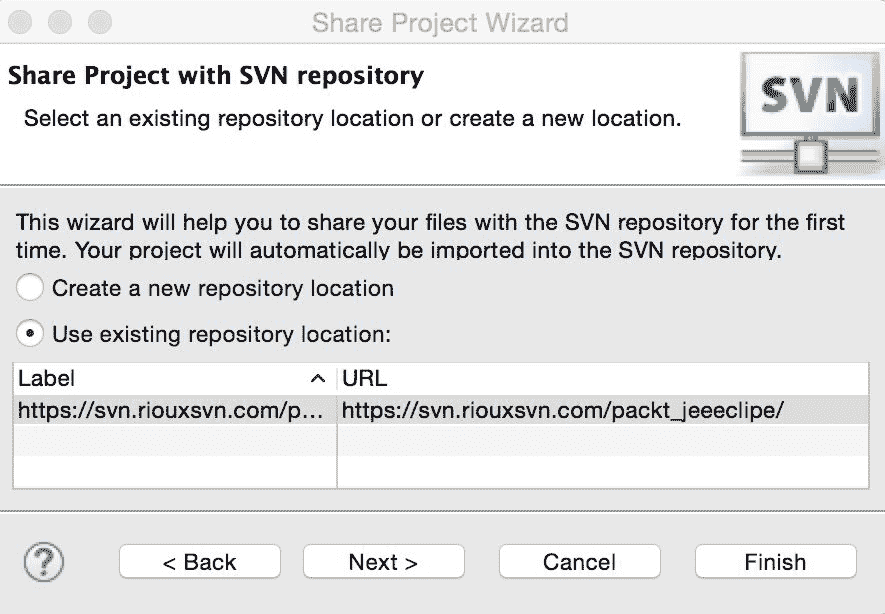 Share Project Wizard
Share Project with SVN repository
Select an existing repository location or create a new location.
SVN
This wizard will help you to share your files with the SVN repository for the first
time. Your project will automatically be imported into the SVN repository.
Create a new repository location
Use existing repository location:
Label URL
https://svn.riouxsvn.com/p... https://svn.riouxsvn.com/packt_jeeeclipe/
? < Back Next > Cancel Finish